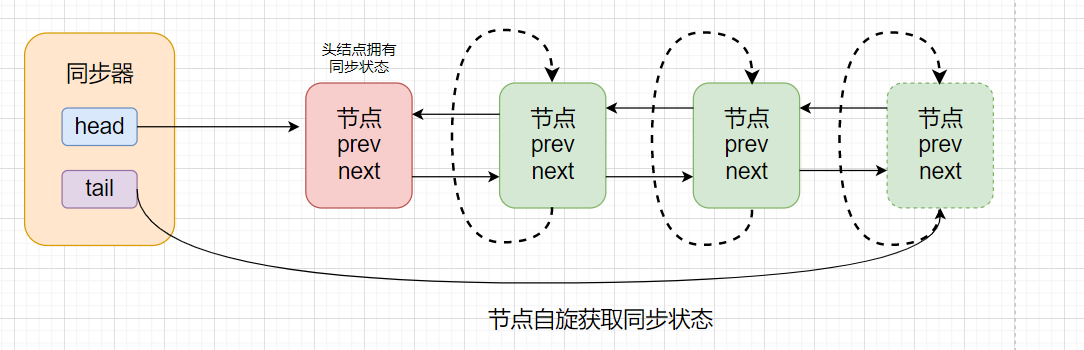 同步器
head
tail
头结点拥有
同步状态
节点
prev
next
节点
prev
next
节点
prev
next
节点
prev
next
节点自旋获取同步状态